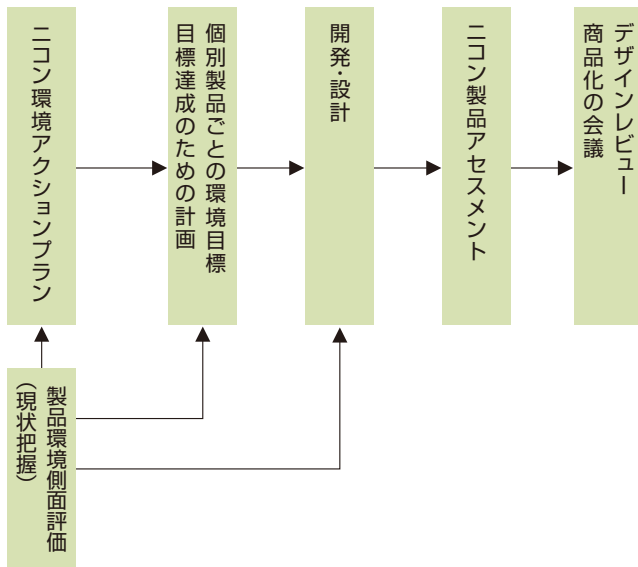 ニコン環境アクションプラン
個別製品ごとの環境目標
目標達成のための計画
開発・設計
ニコン製品アセスメント
デザインレビュー
商品化の会議
製品環境側面評価
（現状把握）